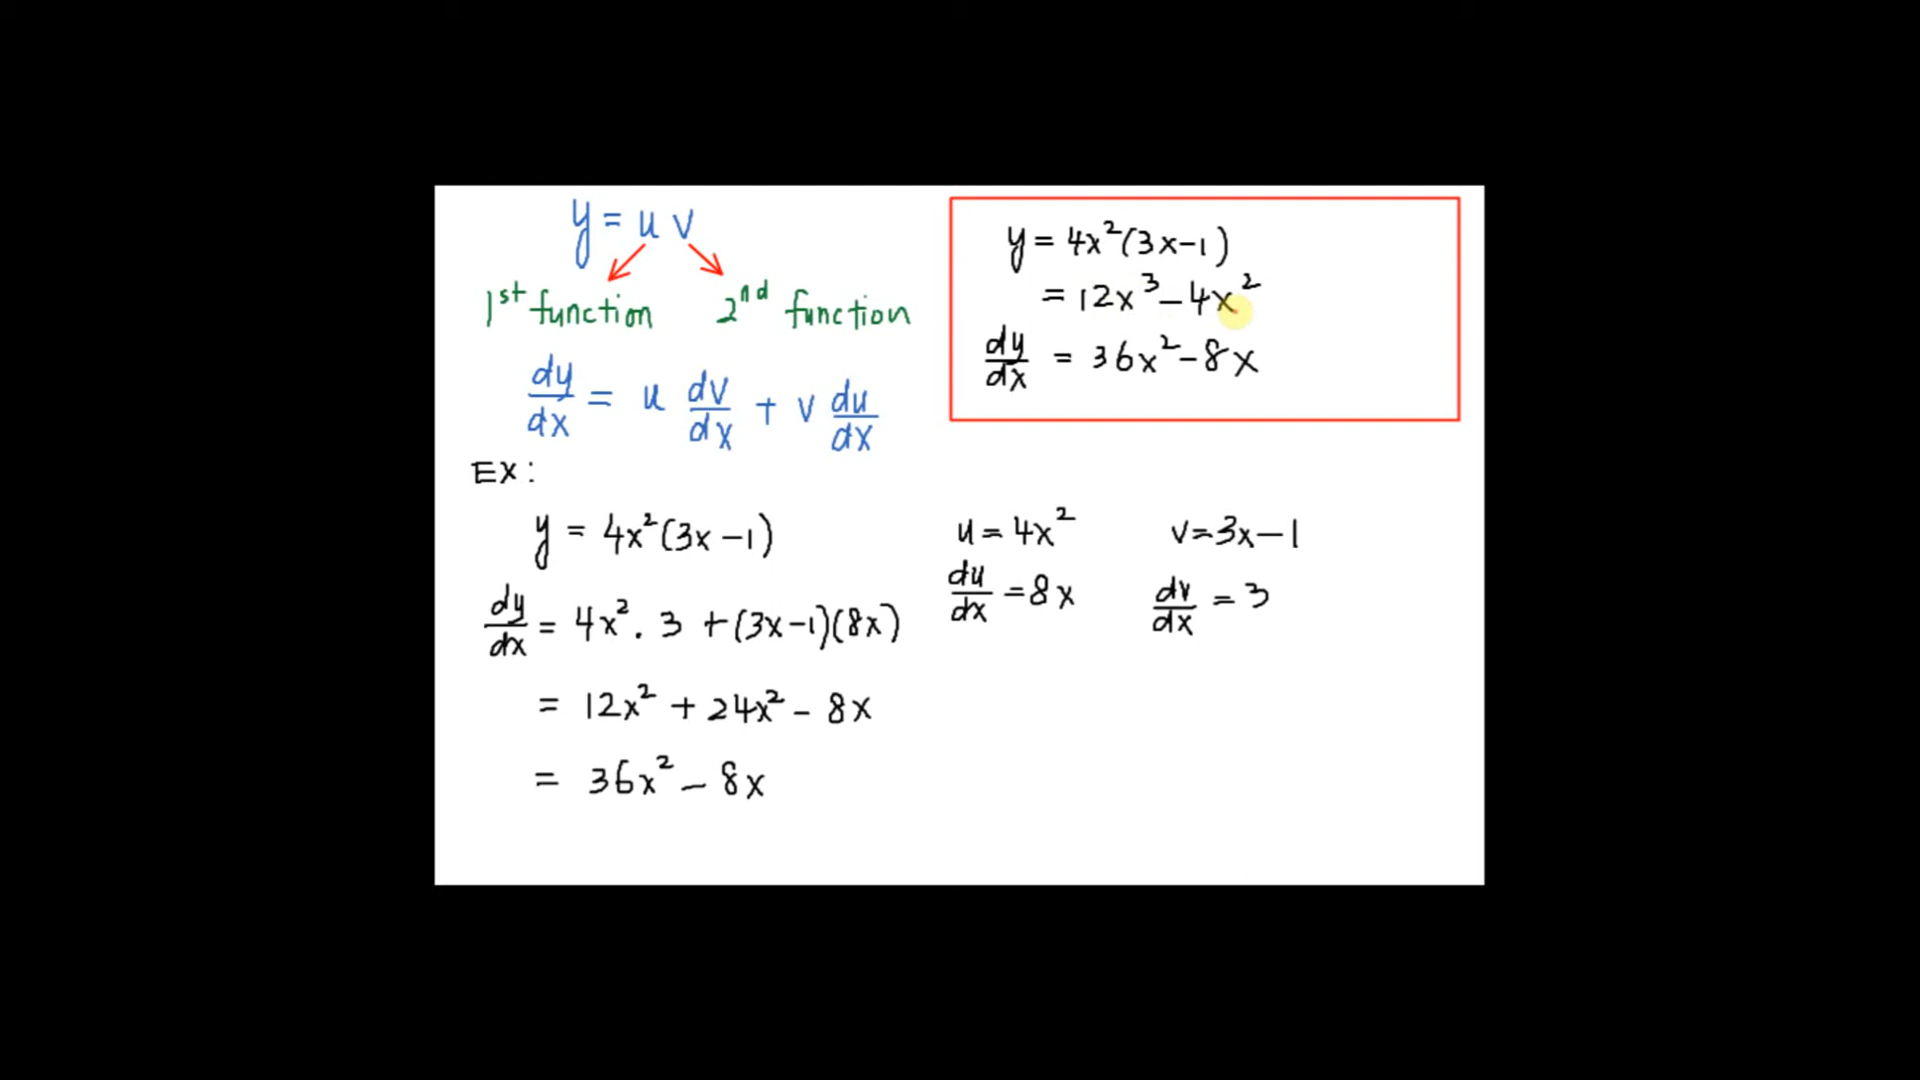 y = u v
1st function 2nd function
dy/dx = u dv/dx + v du/dx
y = 4x²(3x-1)
= 12x³ - 4x²
dy/dx = 36x² - 8x
EX:
y = 4x²(3x-1)
dy/dx = 4x² . 3 + (3x-1)(8x)
= 12x² + 24x² - 8x
= 36x² - 8x
u = 4x² v = 3x-1
du/dx = 8x dv/dx = 3